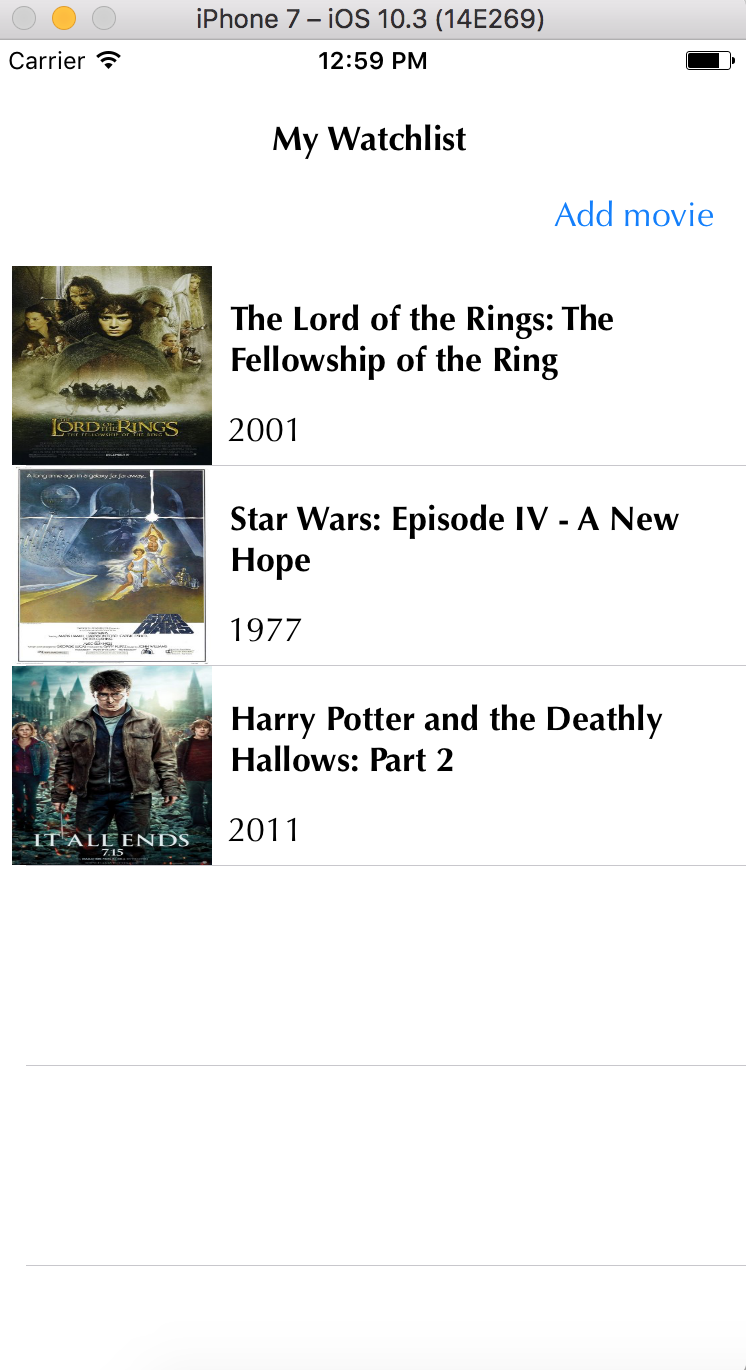 iPhone 7 – iOS 10.3 (14E269)
Carrier
12:59 PM
My Watchlist
Add movie
THE LORD OF THE RINGS
THE FELLOWSHIP OF THE RING
The Lord of the Rings: The
Fellowship of the Ring
2001
A long time ago in a galaxy far, far away...
STAR
WARS
Star Wars: Episode IV - A New
Hope
1977
IT ALL ENDS
7.15
Harry Potter and the Deathly
Hallows: Part 2
2011